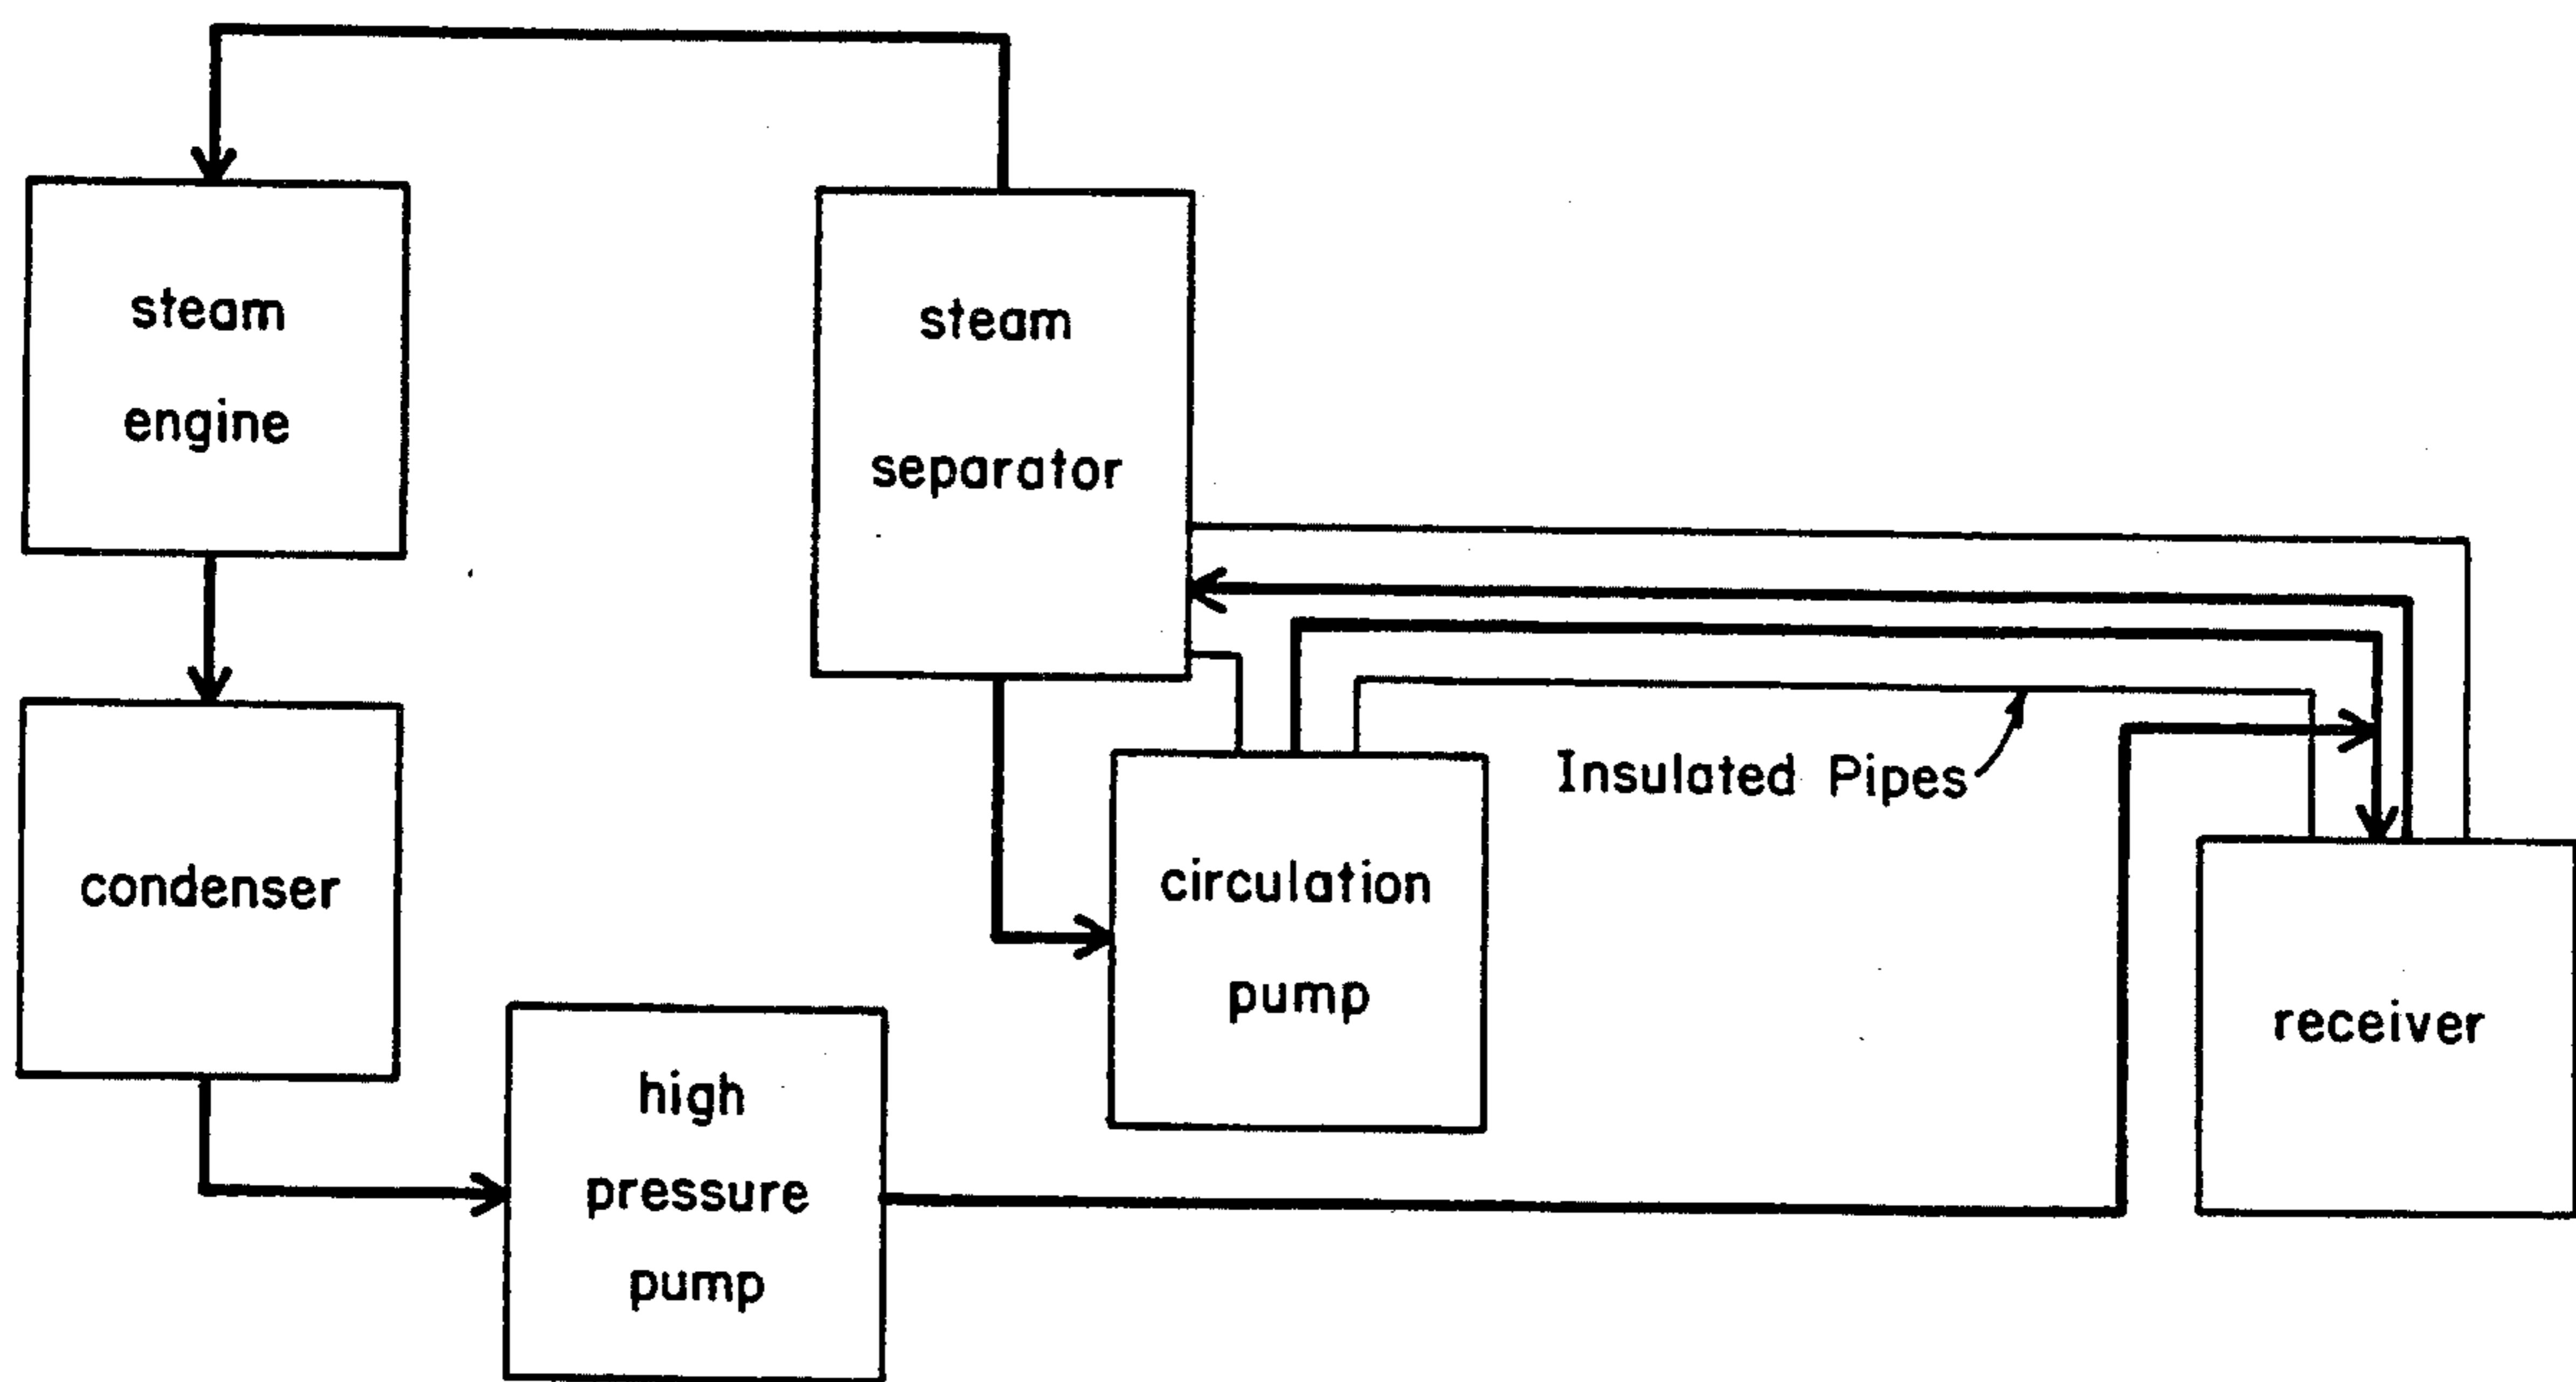 steam
engine
steam
separator
condenser
circulation
pump
Insulated Pipes
receiver
high
pressure
pump